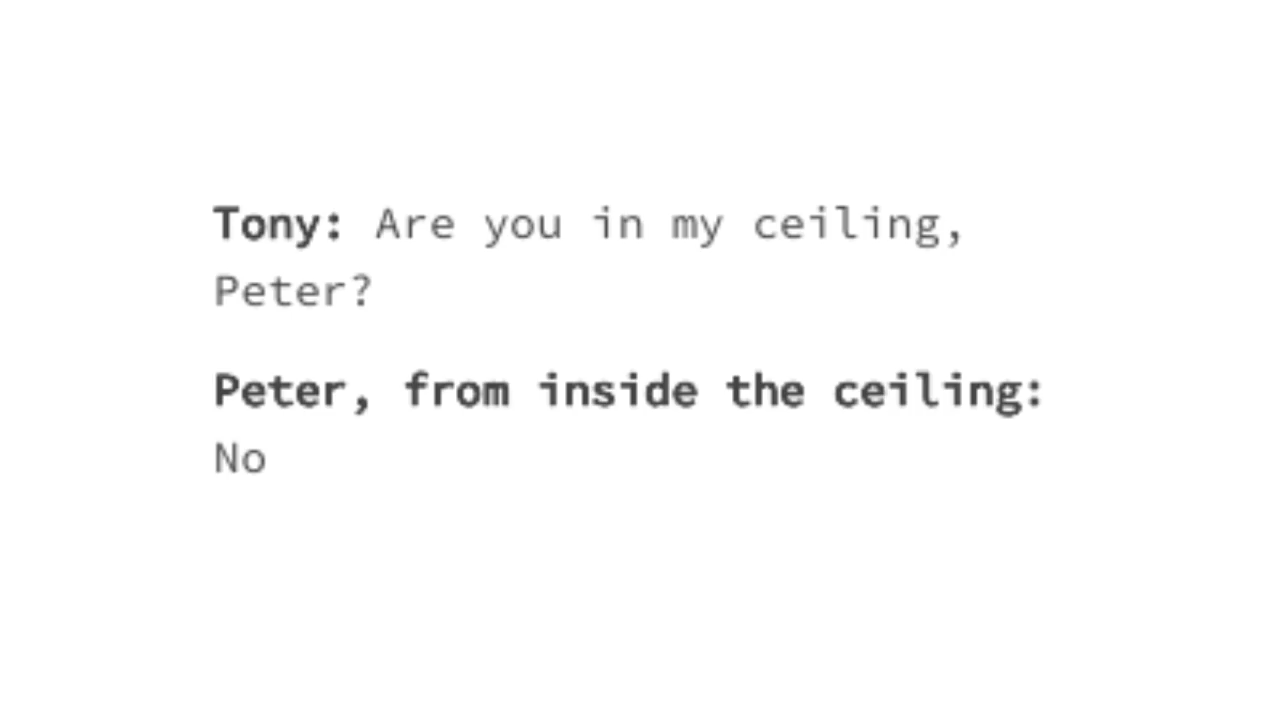 Tony: Are you in my ceiling,
Peter?
Peter, from inside the ceiling:
No